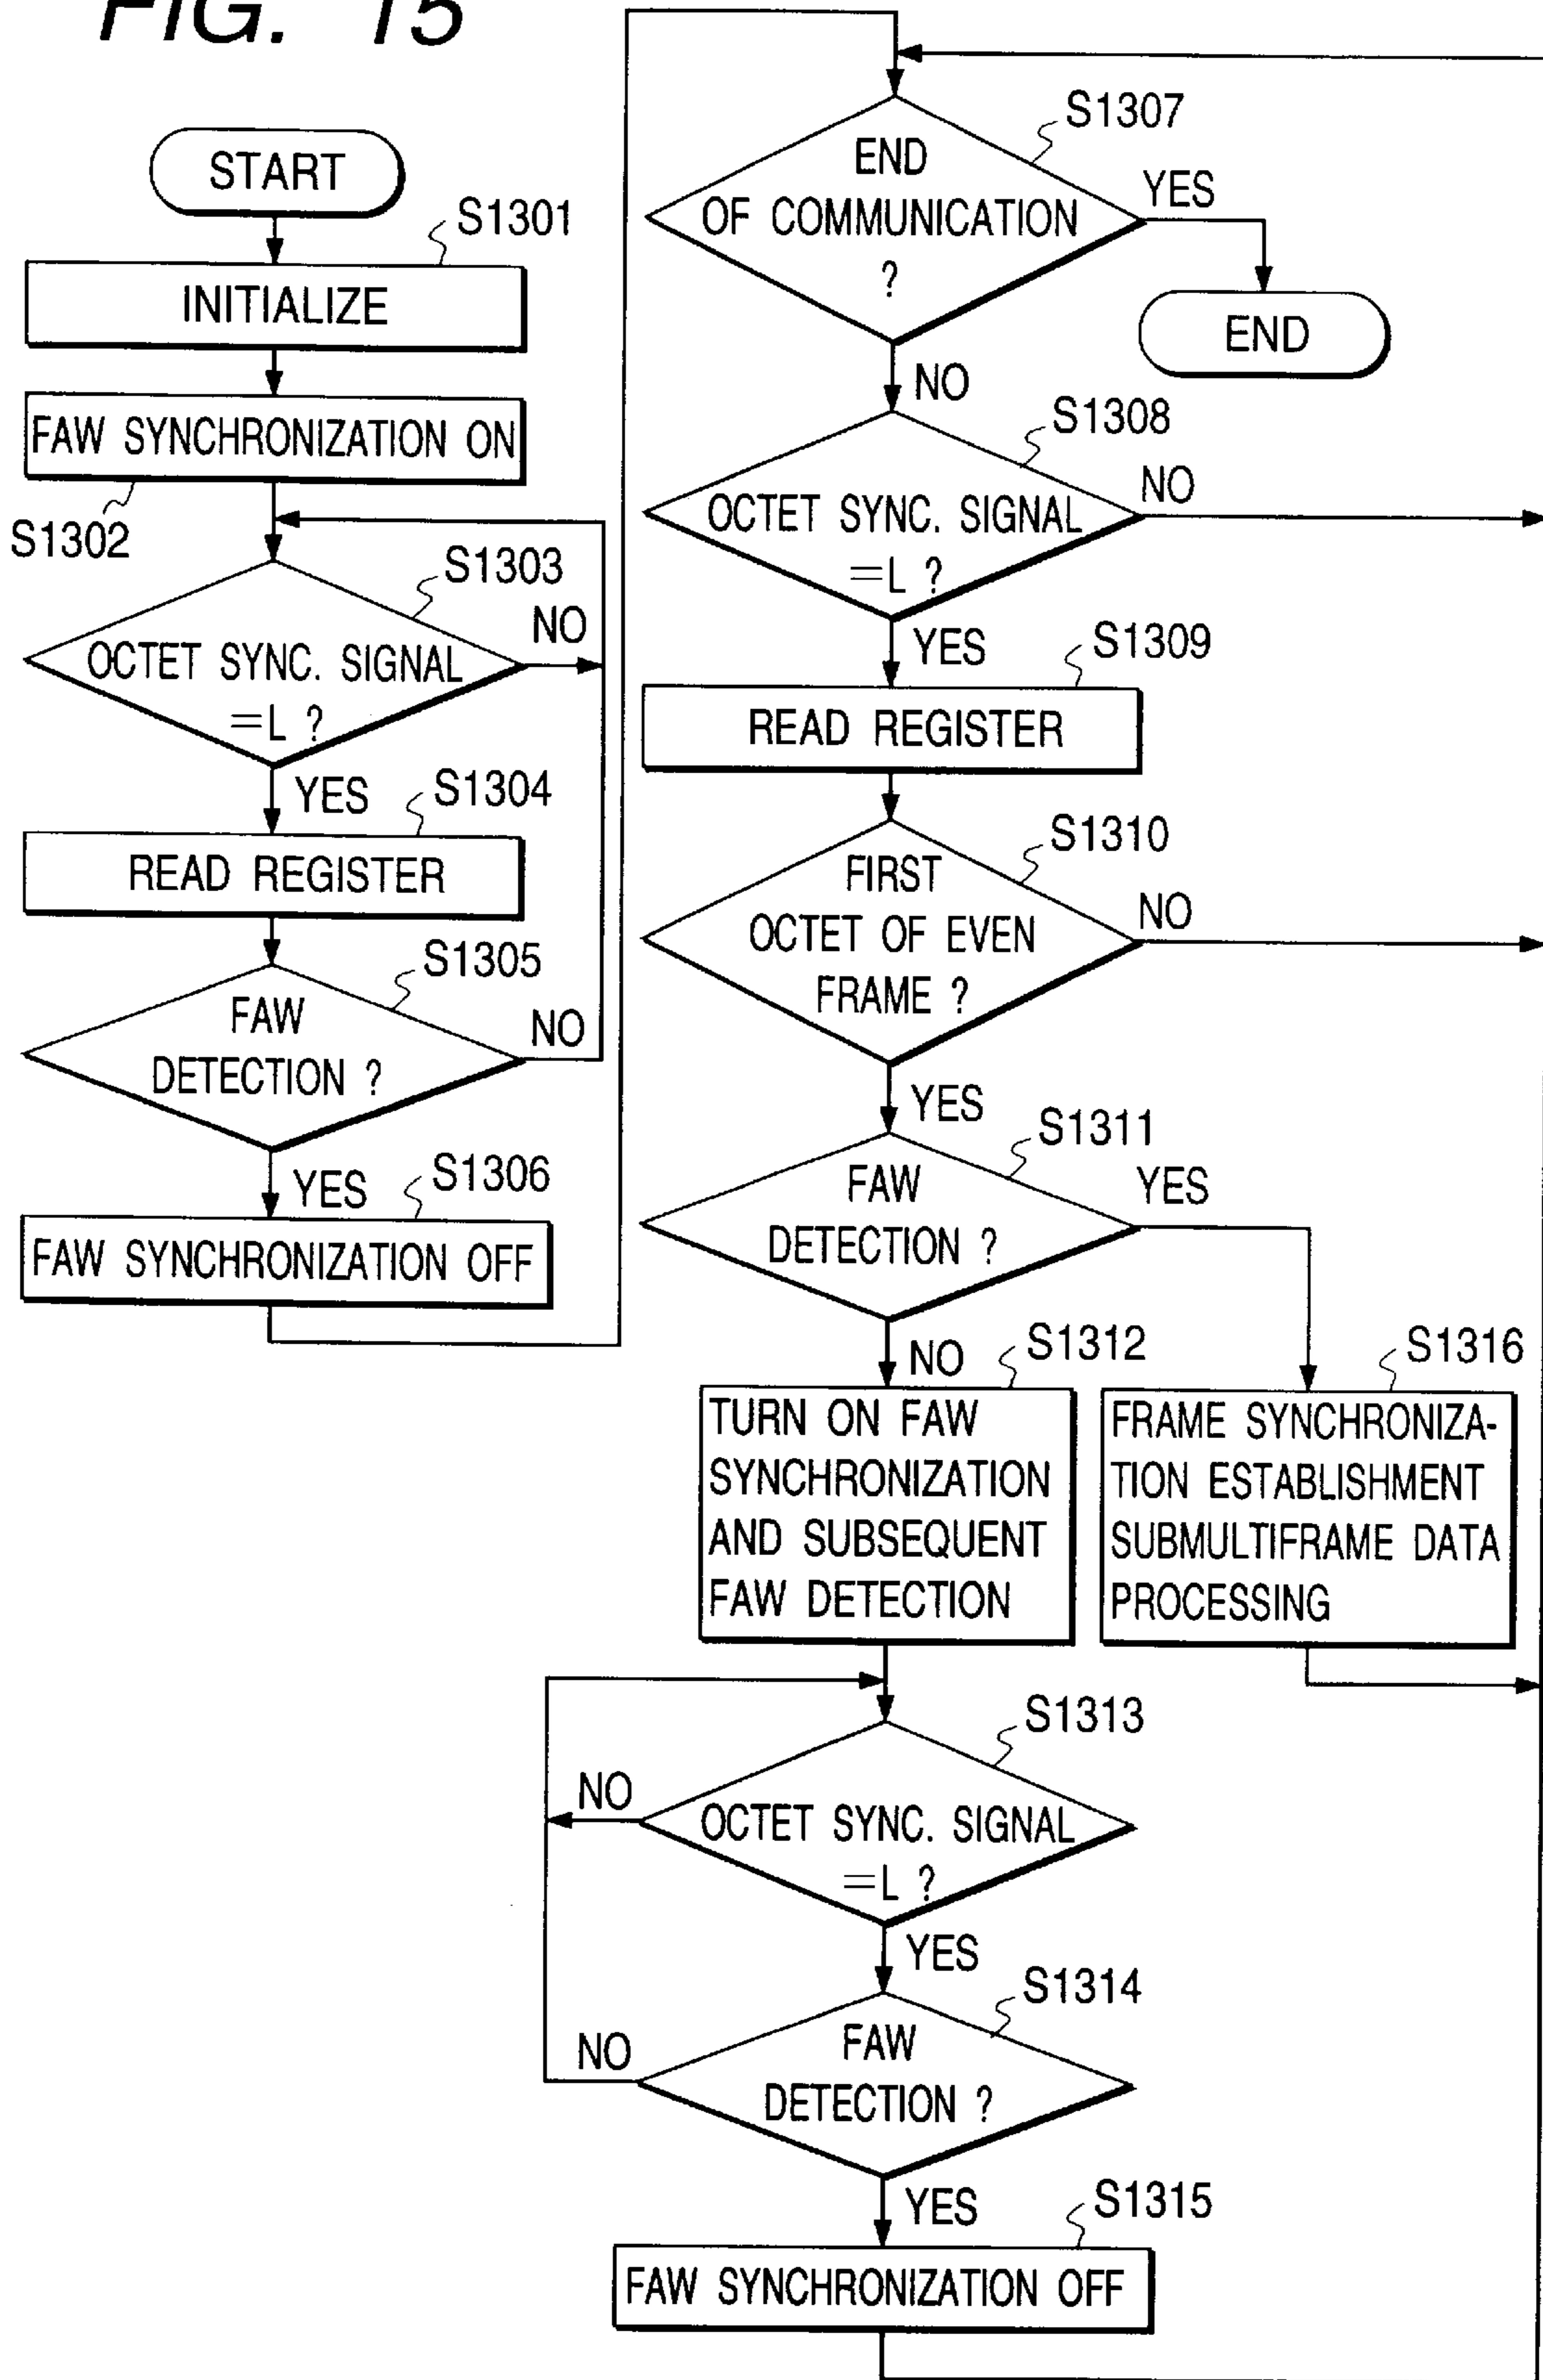 FIG. 15
START
S1301
INITIALIZE
FAW SYNCHRONIZATION ON
S1302
S1303
OCTET SYNC. SIGNAL
=L ?
NO
YES
S1304
READ REGISTER
S1305
FAW
DETECTION ?
NO
YES
S1306
FAW SYNCHRONIZATION OFF
S1307
END
OF COMMUNICATION
?
YES
END
NO
S1308
OCTET SYNC. SIGNAL
=L ?
NO
YES
S1309
READ REGISTER
S1310
FIRST
OCTET OF EVEN
FRAME ?
NO
YES
S1311
FAW
DETECTION ?
YES
NO
S1312
TURN ON FAW
SYNCHRONIZATION
AND SUBSEQUENT
FAW DETECTION
S1316
FRAME SYNCHRONIZA-
TION ESTABLISHMENT
SUBMULTIFRAME DATA
PROCESSING
S1313
OCTET SYNC. SIGNAL
=L ?
NO
YES
S1314
FAW
DETECTION ?
NO
YES
S1315
FAW SYNCHRONIZATION OFF